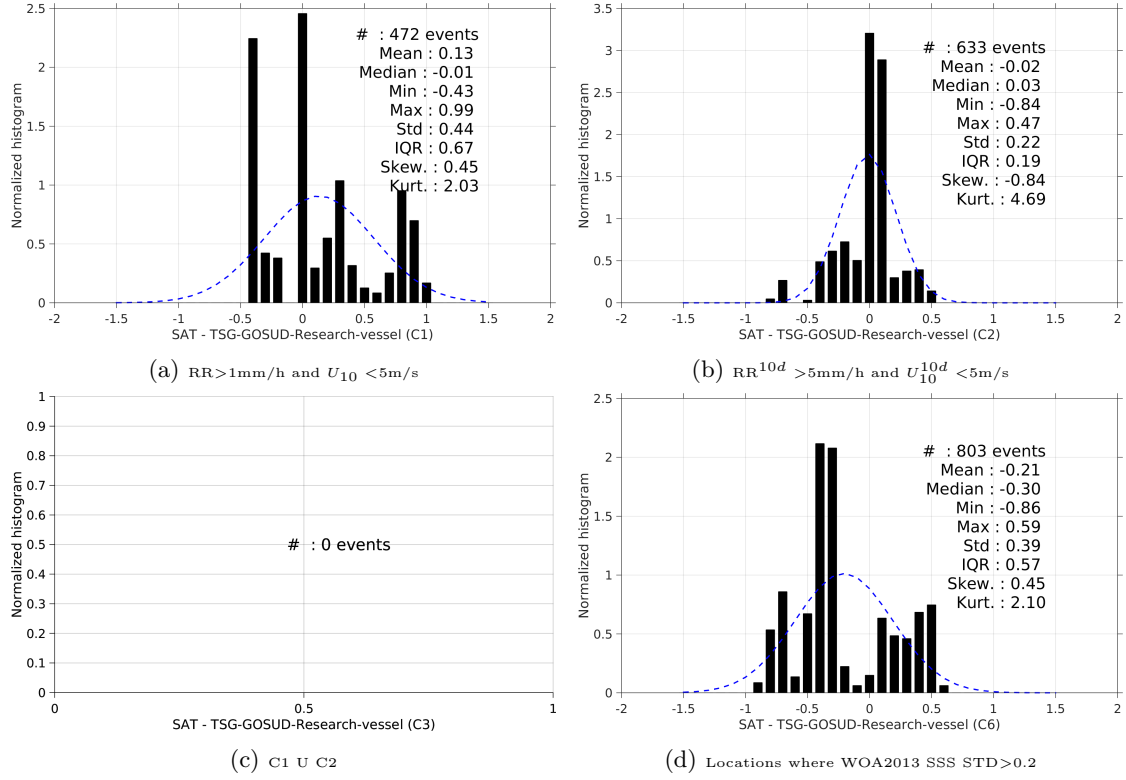 2.5
2
1.5
1
0.5
0
-2 -1.5 -1 -0.5 0 0.5 1 1.5 2
Normalized histogram
# : 472 events
Mean : 0.13
Median : -0.01
Min : -0.43
Max : 0.99
Std : 0.44
IQR : 0.67
Skew. : 0.45
Kurt. : 2.03
SAT - TSG-GOSUD-Research-vessel (C1)
(a) RR>1mm/h and U10 <5m/s
3.5
3
2.5
2
1.5
1
0.5
0
-2 -1.5 -1 -0.5 0 0.5 1 1.5 2
Normalized histogram
# : 633 events
Mean : -0.02
Median : 0.03
Min : -0.84
Max : 0.47
Std : 0.22
IQR : 0.19
Skew. : -0.84
Kurt. : 4.69
SAT - TSG-GOSUD-Research-vessel (C2)
(b) RR^10d >5mm/h and U10^10d <5m/s
1
0.9
0.8
0.7
0.6
0.5
0.4
0.3
0.2
0.1
0
0 0.5 1
Normalized histogram
# : 0 events
SAT - TSG-GOSUD-Research-vessel (C3)
(c) C1 U C2
2.5
2
1.5
1
0.5
0
-2 -1.5 -1 -0.5 0 0.5 1 1.5 2
Normalized histogram
# : 803 events
Mean : -0.21
Median : -0.30
Min : -0.86
Max : 0.59
Std : 0.39
IQR : 0.57
Skew. : 0.45
Kurt. : 2.10
SAT - TSG-GOSUD-Research-vessel (C6)
(d) Locations where WOA2013 SSS STD>0.2